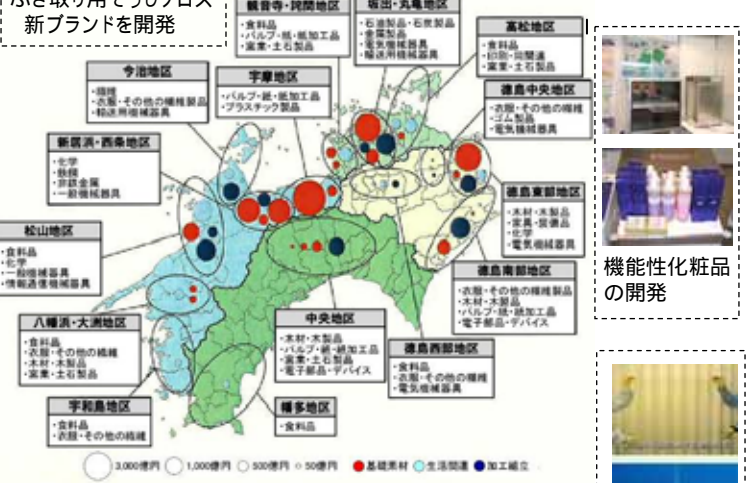 ふき取り用でうびクロス
新ブランドを開発
観音寺・詫間地区
・食料品
・パルプ・紙・紙加工品
・窯業・土石製品
坂出・丸亀地区
・石油製品・石炭製品
・金属製品
・電気機械器具
・輸送用機械器具
高松地区
・食料品
・印刷・同関連
・窯業・土石製品
今治地区
・繊維
・衣服・その他の繊維製品
・輸送用機械器具
宇摩地区
・パルプ・紙・紙加工品
・プラスチック製品
徳島中央地区
・衣服・その他の繊維
・ゴム製品
・電気機械器具
新居浜・西条地区
・化学
・鉄鋼
・非鉄金属
・一般機械器具
徳島東部地区
・木材・木製品
・家具・装備品
・化学
・電気機械器具
松山地区
・食料品
・化学
・一般機械器具
・情報通信機械器具
機能性化粧品
の開発
徳島南部地区
・衣服・その他の繊維製品
・木材・木製品
・パルプ・紙・紙加工品
・電子部品・デバイス
八幡浜・大洲地区
・食料品
・衣服・その他の繊維
・木材・木製品
・窯業・土石製品
中央地区
・木材・木製品
・パルプ・紙・紙加工品
・窯業・土石製品
・電子部品・デバイス
徳島西部地区
・食料品
・衣服・その他の繊維
・電気機械器具
宇和島地区
・食料品
・衣服・その他の繊維
幡多地区
・食料品
3,000億円 1,000億円 500億円 50億円 基礎素材 生活関連 加工組立